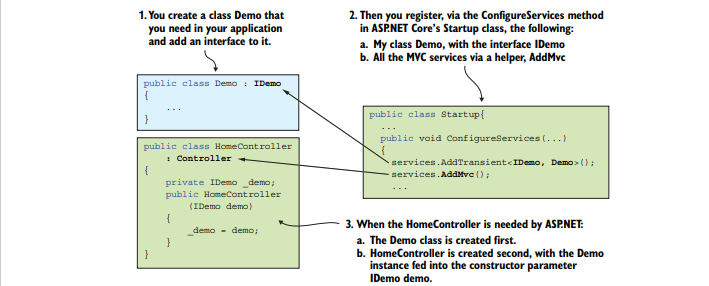 1. You create a class Demo that
you need in your application
and add an interface to it.
2. Then you register, via the ConfigureServices method
in ASP.NET Core's Startup class, the following:
a. My class Demo, with the interface IDemo
b. All the MVC services via a helper, AddMvc
public class Demo : IDemo
{
...
}
public class HomeController
: Controller
{
private IDemo _demo;
public HomeController
(IDemo demo)
{
_demo = demo;
}
}
public class Startup{
...
public void ConfigureServices(...)
{
services.AddTransient<IDemo, Demo>();
services.AddMvc();
...
3. When the HomeController is needed by ASP.NET:
a. The Demo class is created first.
b. HomeController is created second, with the Demo
instance fed into the constructor parameter
IDemo demo.